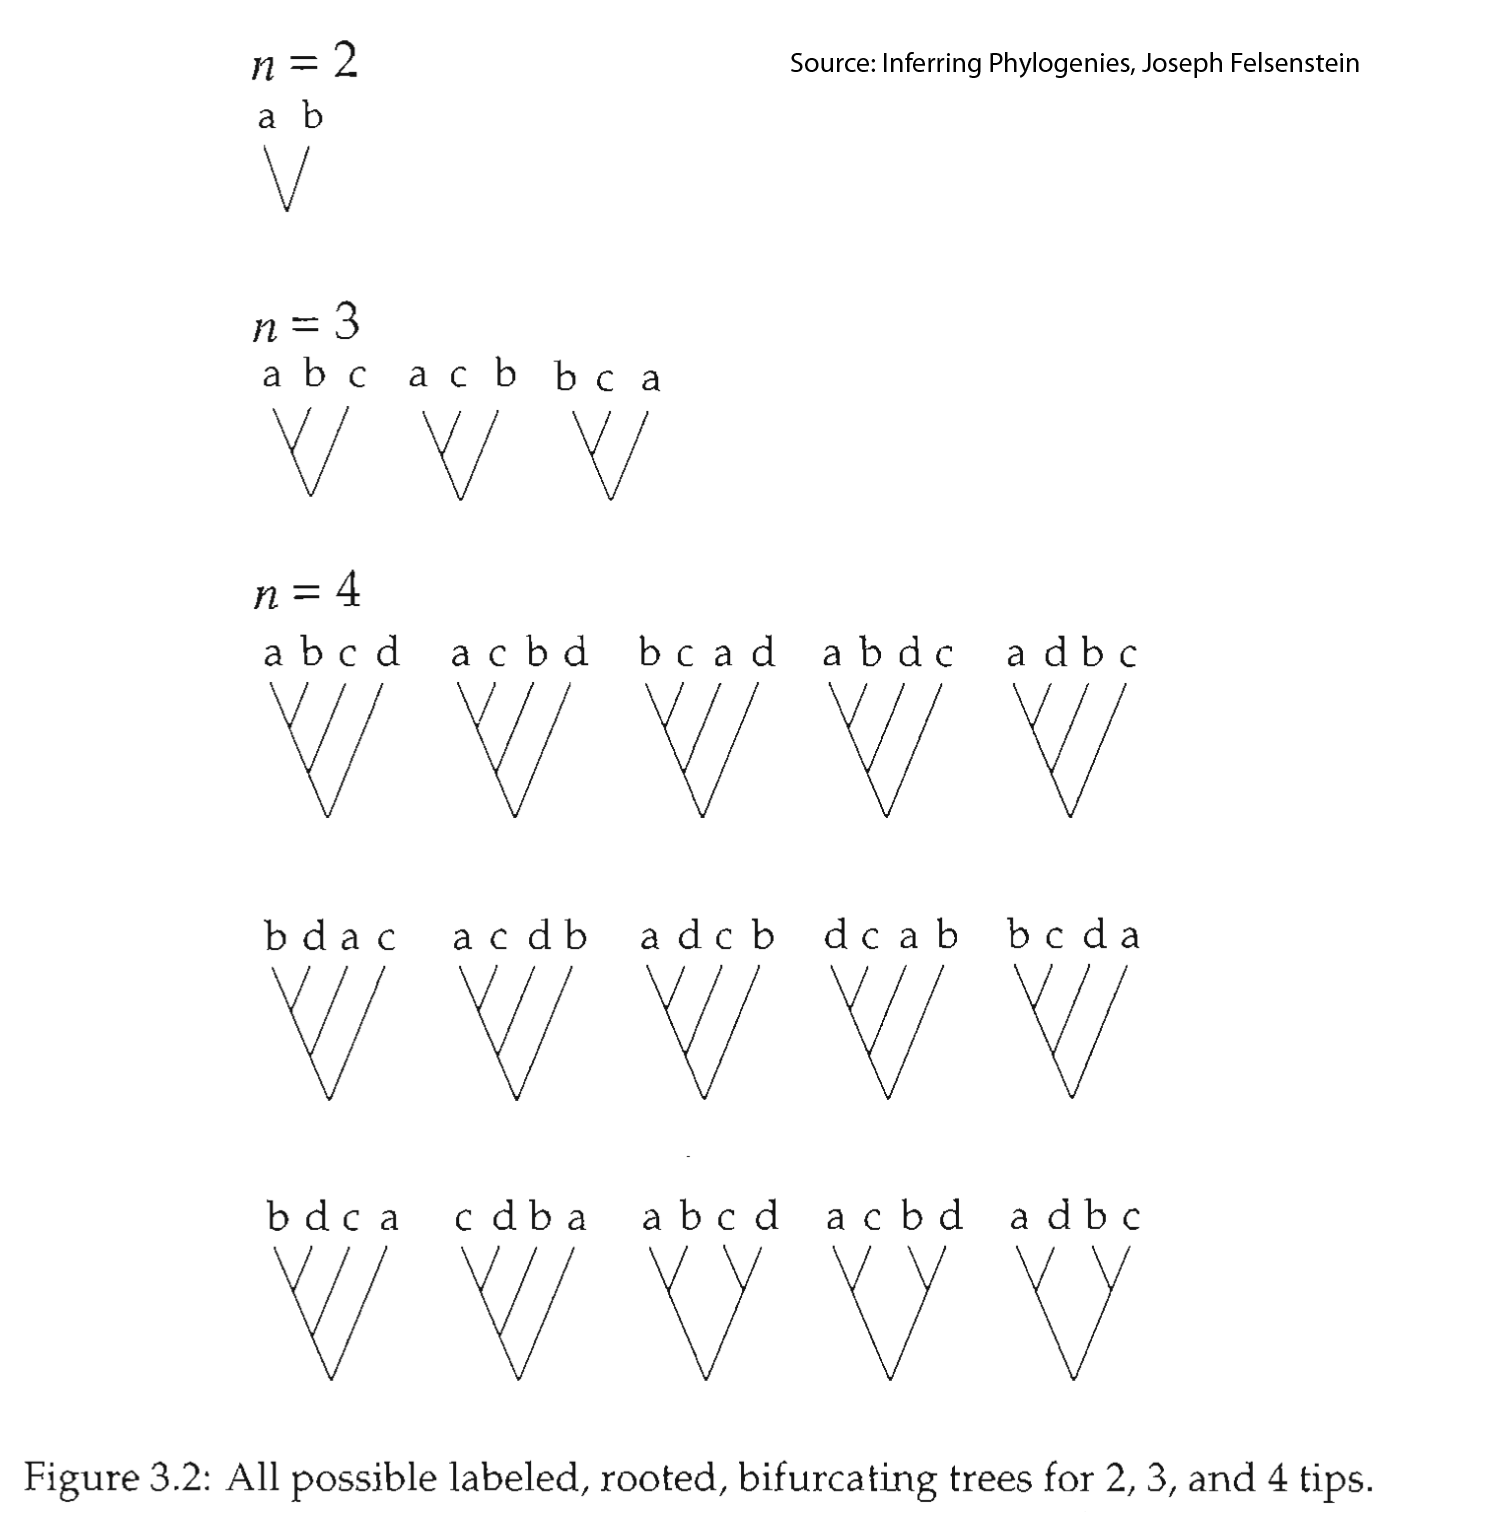 n = 2
Source: Inferring Phylogenies, Joseph Felsenstein
a b
n = 3
a b c a c b b c a
n = 4
a b c d a c b d b c a d a b d c a d b c
b d a c a c d b a d c b d c a b b c d a
b d c a c d b a a b c d a c b d a d b c
Figure 3.2: All possible labeled, rooted, bifurcating trees for 2, 3, and 4 tips.